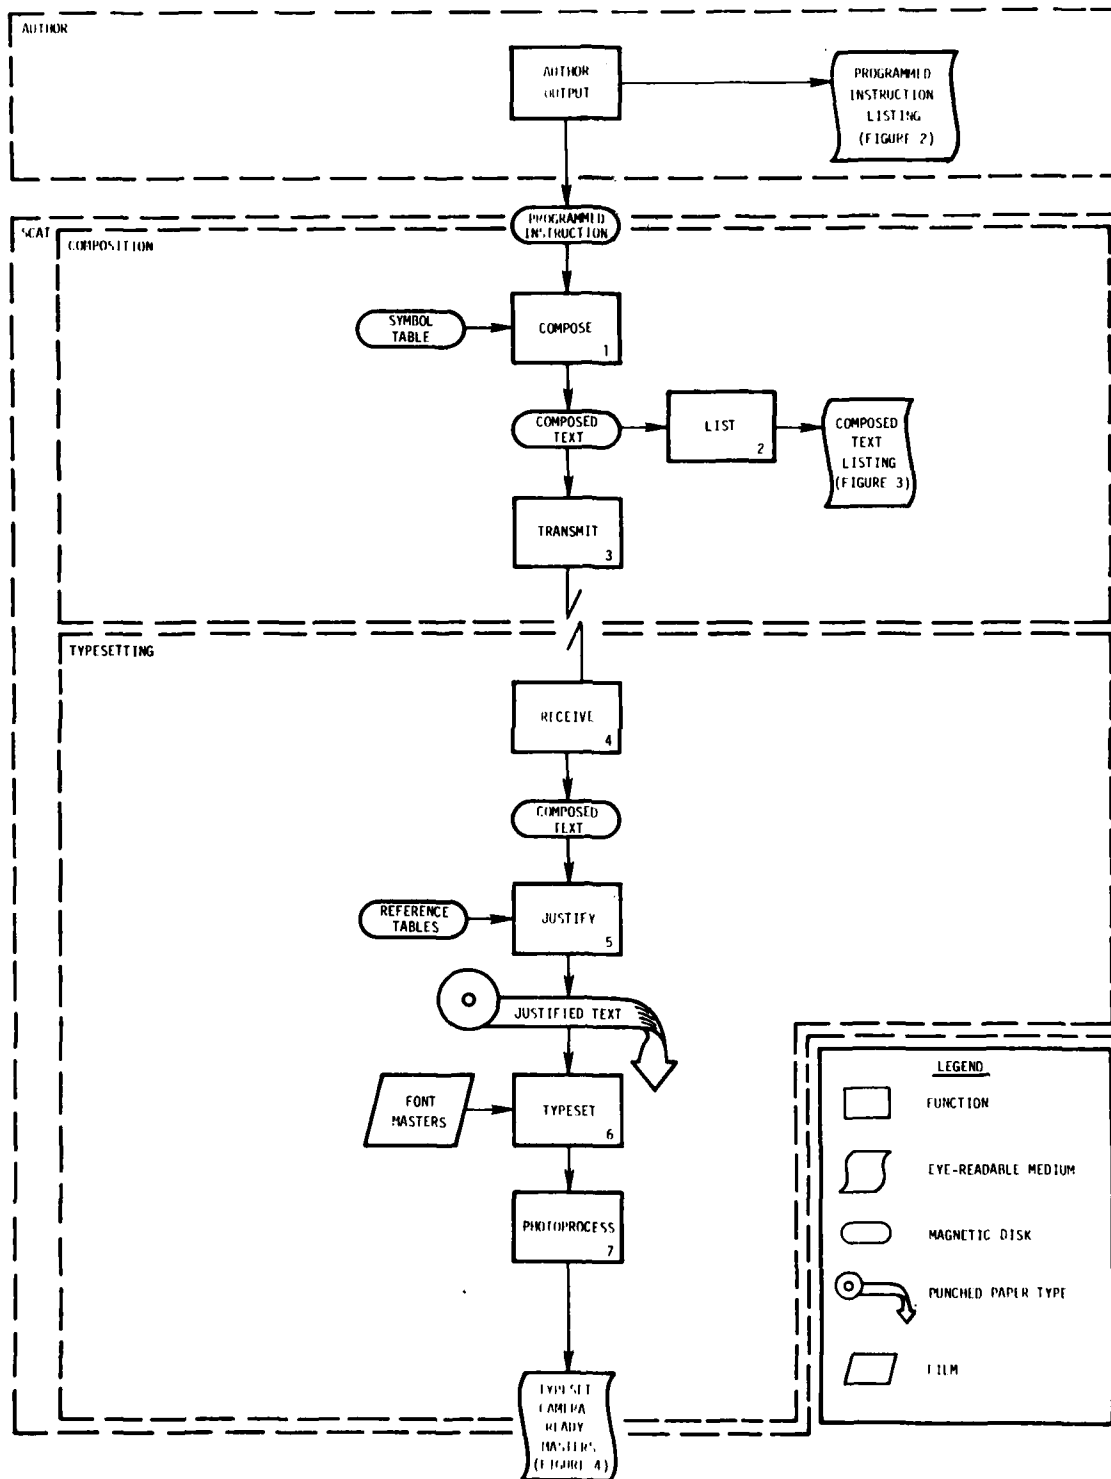 AUTHOR
AUTHOR
OUTPUT
PROGRAMMED
INSTRUCTION
LISTING
(FIGURE 2)
SCAT
COMPOSITION
PROGRAMMED
INSTRUCTION
SYMBOL
TABLE
COMPOSE
1
COMPOSED
TEXT
LIST
2
COMPOSED
TEXT
LISTING
(FIGURE 3)
TRANSMIT
3
TYPESETTING
RECEIVE
4
COMPOSED
TEXT
REFERENCE
TABLES
JUSTIFY
5
JUSTIFIED TEXT
FONT
MASTERS
TYPESET
6
PHOTOPROCESS
7
TYPESET
CAMERA
READY
MASTERS
(FIGURE 4)
LEGEND
FUNCTION
EYE-READABLE MEDIUM
MAGNETIC DISK
PUNCHED PAPER TYPE
FILM